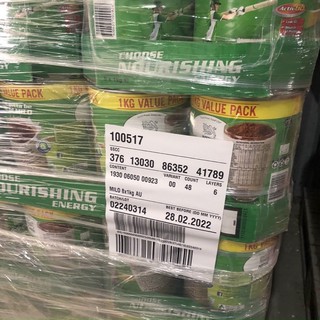 CHOOSE
NOURISHING
ENERGY
1KG VALUE PACK
VALUE PACK
100517
SSCC
376 13030 86352 41789
CONTENT VARIANT COUNT LAYERS
1930 06050 00923 00 48 6
MILO 8x1kg AU
BATCH/LOT BEST BEFORE (DD MM YYYY)
02240314 28.02.2022
OURISHING
ENERGY